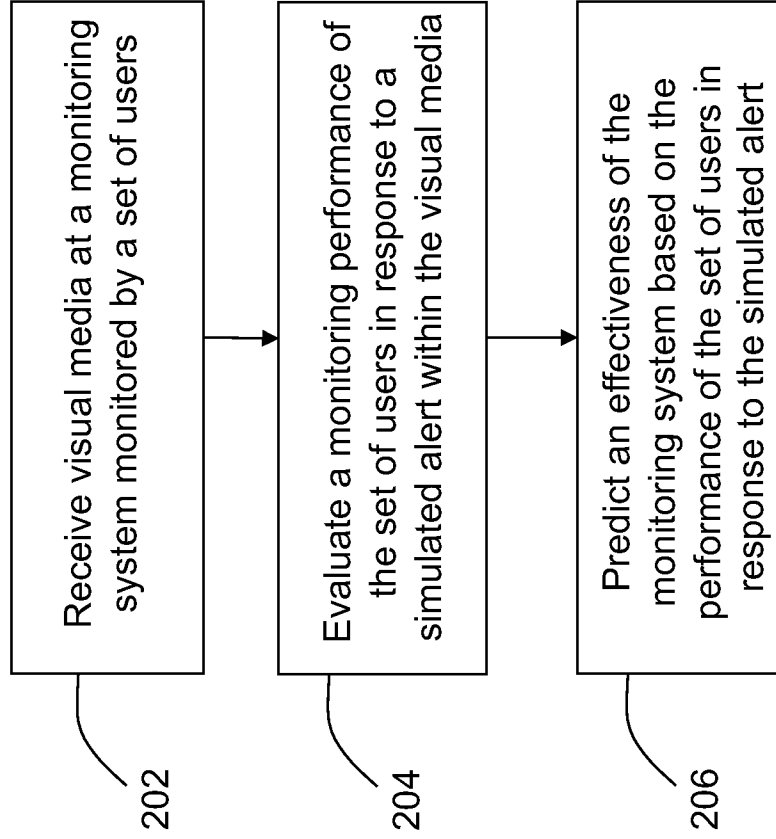 Receive visual media at a monitoring
system monitored by a set of users
202
Evaluate a monitoring performance of
the set of users in response to a
simulated alert within the visual media
204
Predict an effectiveness of the
monitoring system based on the
performance of the set of users in
response to the simulated alert
206